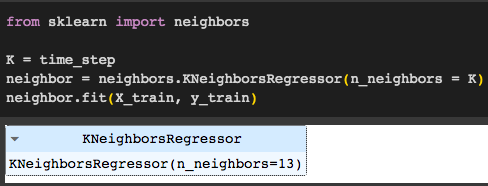 from sklearn import neighbors
K = time_step
neighbor = neighbors.KNeighborsRegressor(n_neighbors = K)
neighbor.fit(X_train, y_train)
KNeighborsRegressor
KNeighborsRegressor(n_neighbors=13)